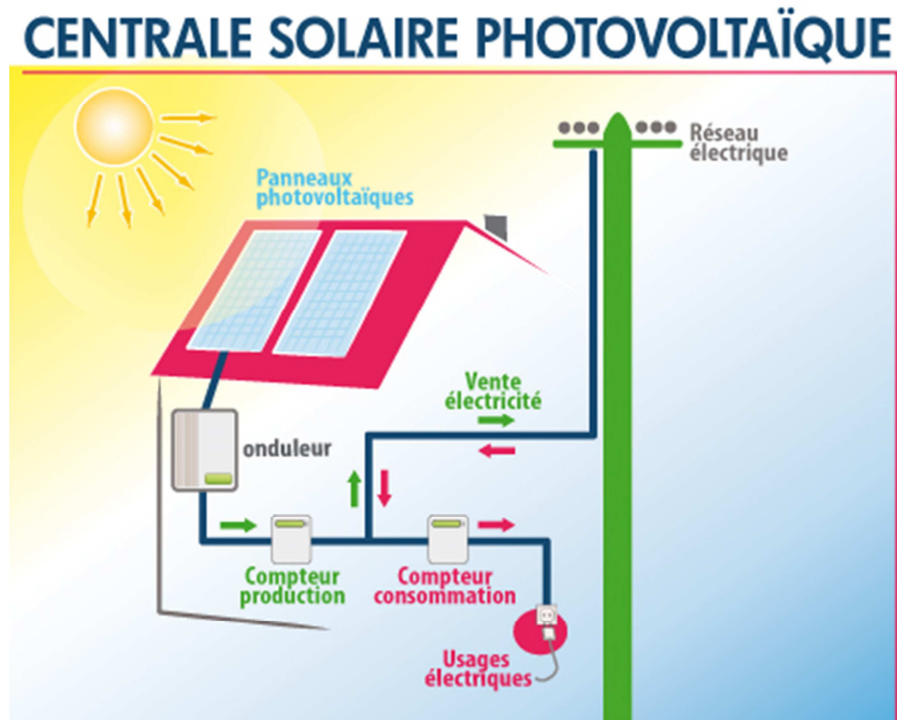 CENTRALE SOLAIRE PHOTOVOLTAÏQUE
Réseau
électrique
Panneaux
photovoltaïques
Vente
électricité
onduleur
Compteur
production
Compteur
consommation
Usages
électriques